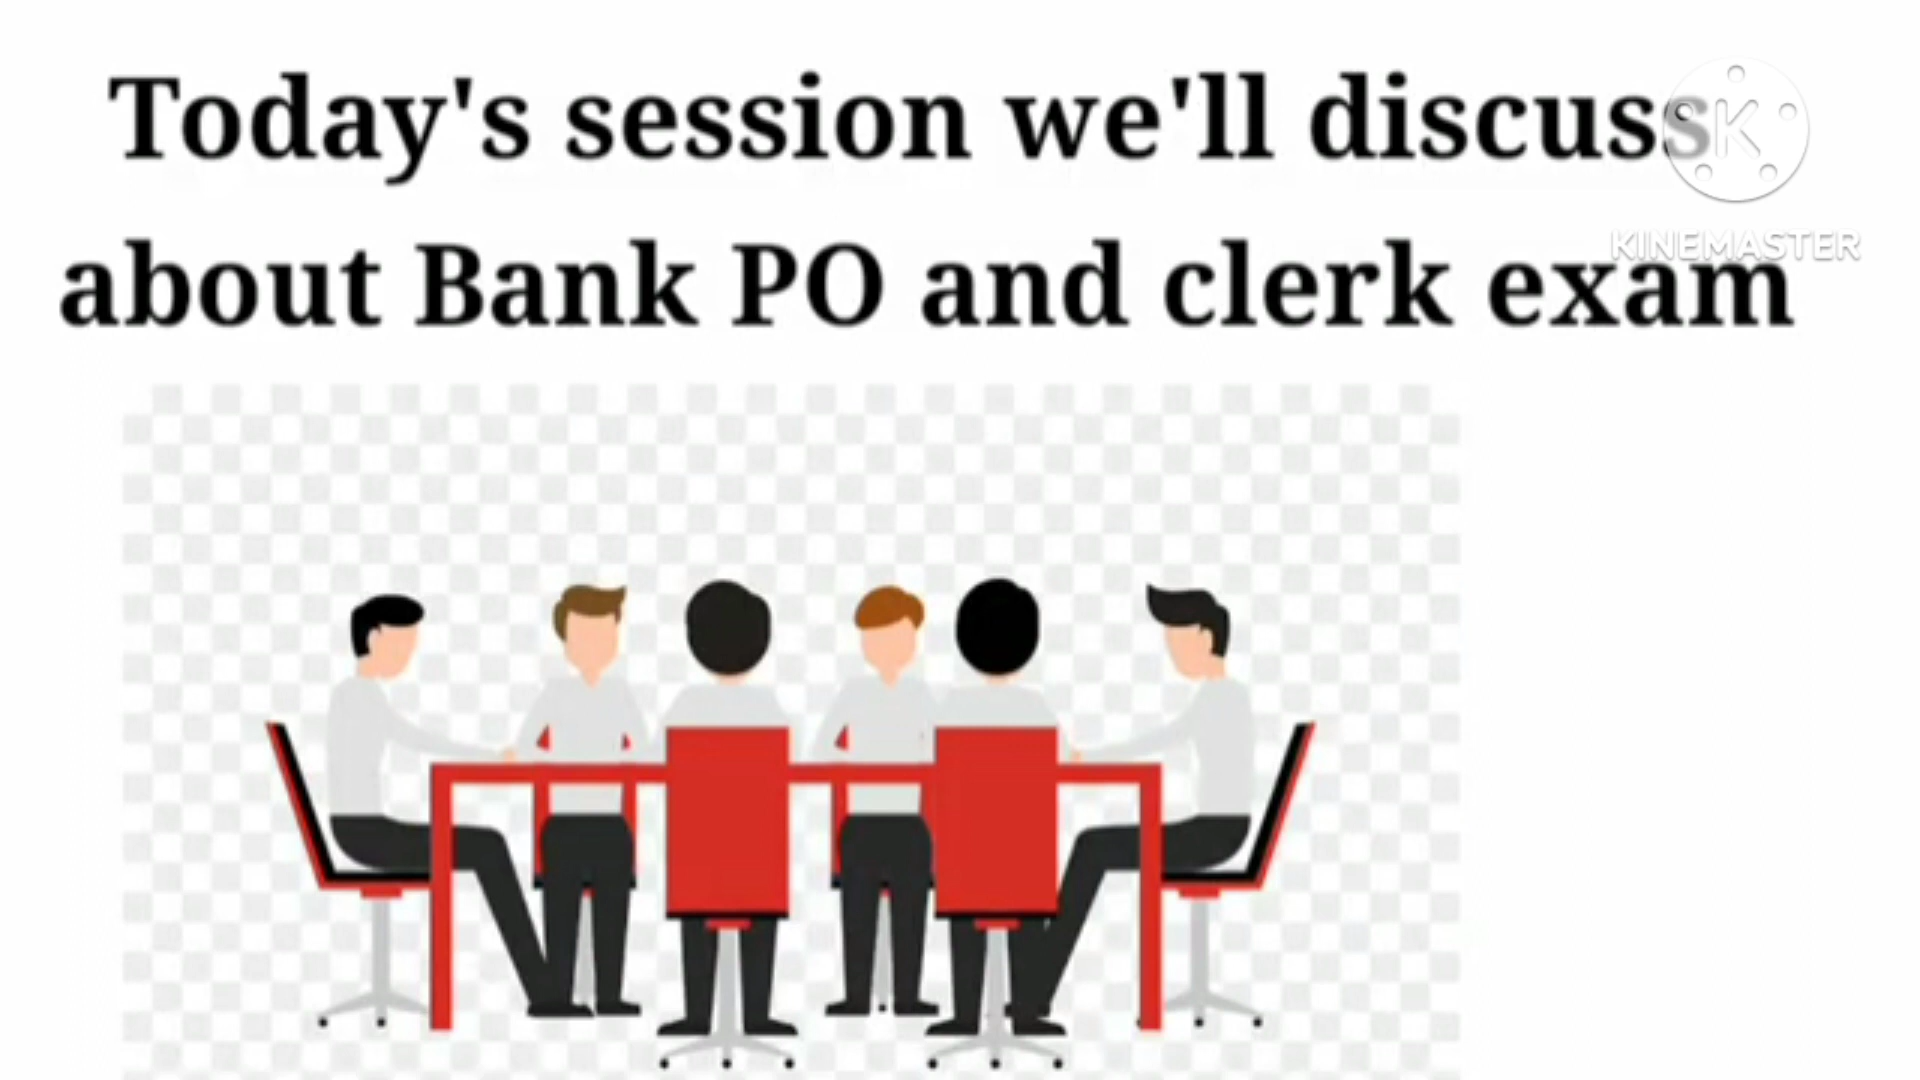 Today's session we'll discuss
about Bank PO and clerk exam
K
KINEMASTER